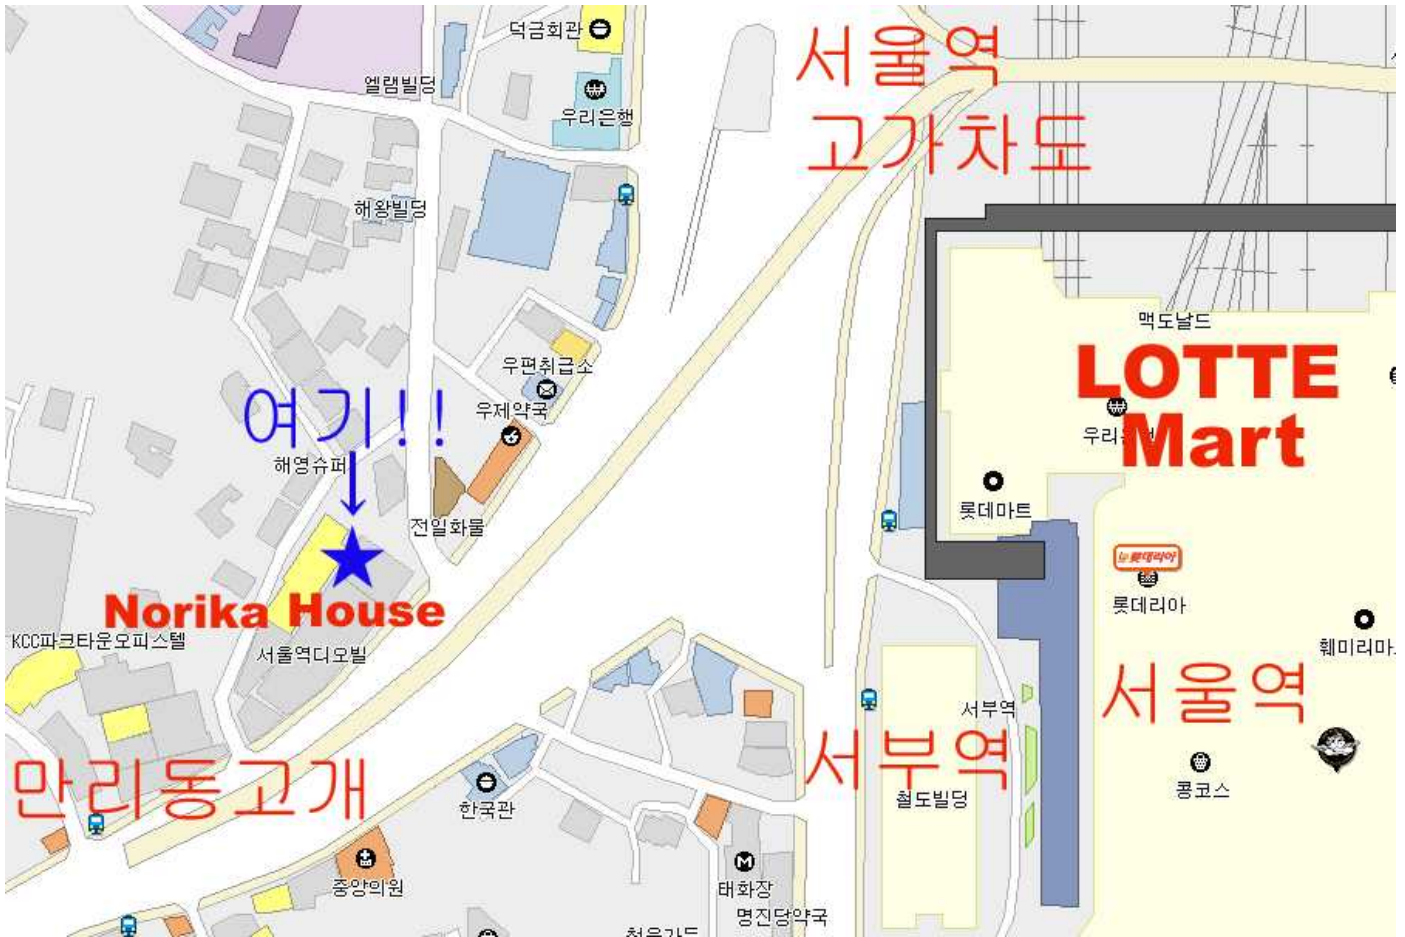 덕금회관
서울역
고가차도
엘램빌딩
우리은행
해왕빌딩
맥도날드
LOTTE
Mart
우편취급소
우제약국
여기!!
해영슈퍼
롯데마트
전일화물
롯데리아
롯데리아
Norika House
KCC파크타운오피스텔
서울역디오빌
훼미리마
서울역
서부역
서부역
만리동고개
철도빌딩
콩코스
한국관
중앙의원
태화장
명진당약국